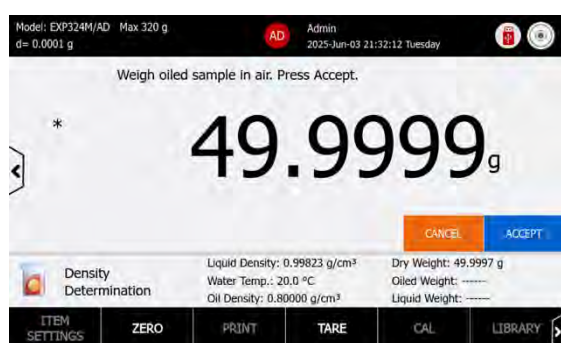 Model: EXP324M/AD Max 320 g
d= 0.0001 g
AD
Admin
2025-Jun-03 21:32:12 Tuesday
Weigh oiled sample in air. Press Accept.
*
49.9999 g
CANCEL
ACCEPT
Density
Determination
Liquid Density: 0.99823 g/cm³
Water Temp.: 20.0 °C
Oil Density: 0.80000 g/cm³
Dry Weight: 49.9997 g
Oiled Weight: ------
Liquid Weight: ------
ITEM
SETTINGS
ZERO
PRINT
TARE
CAL
LIBRARY